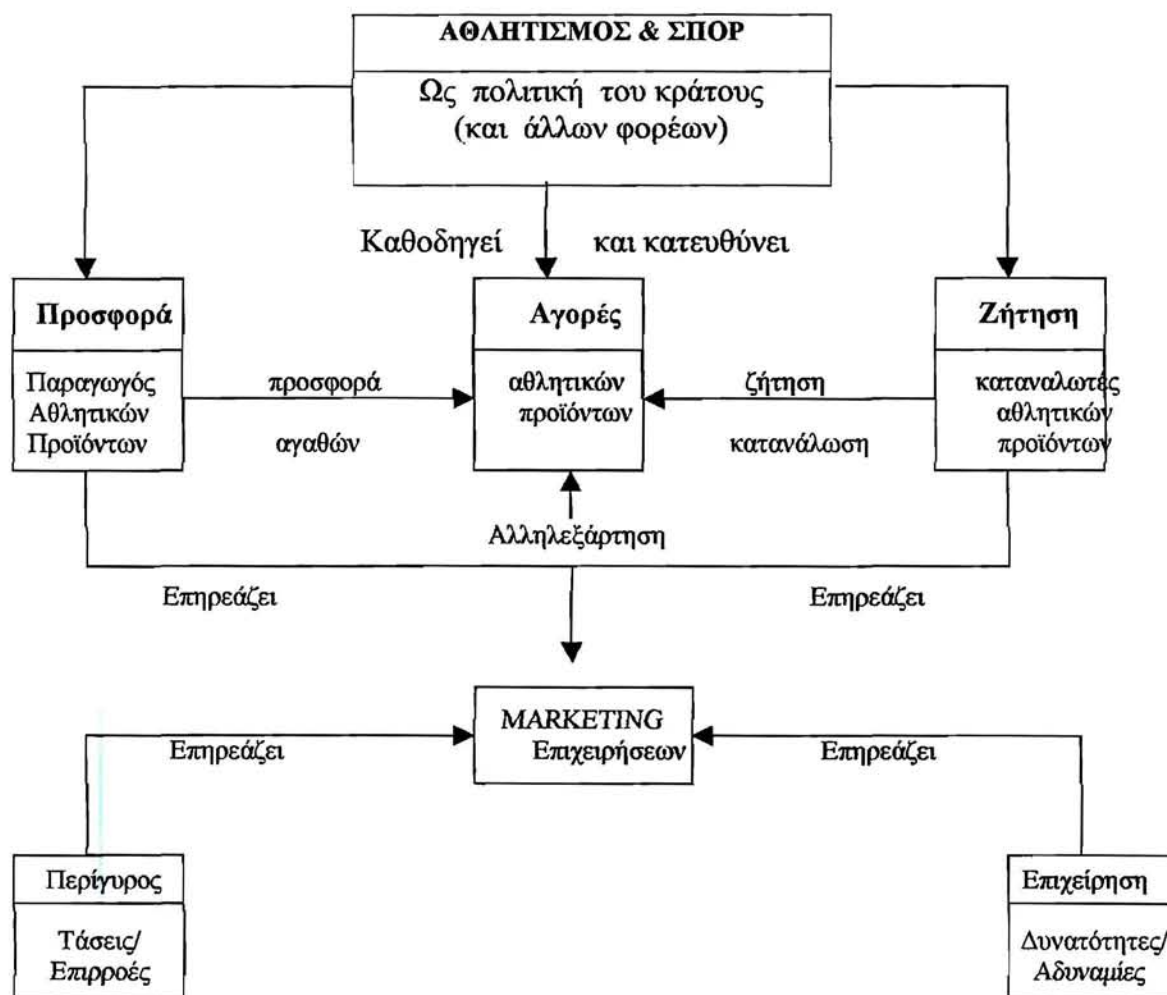 ΑΘΛΗΤΙΣΜΟΣ & ΣΠΟΡ
Ως πολιτική του κράτους
(και άλλων φορέων)
Καθοδηγεί και κατευθύνει
Προσφορά
Παραγωγός
Αθλητικών
Προϊόντων
προσφορά
αγαθών
Αγορές
αθλητικών
προϊόντων
ζήτηση
κατανάλωση
Ζήτηση
καταναλωτές
αθλητικών
προϊόντων
Αλληλεξάρτηση
Επηρεάζει
Επηρεάζει
MARKETING
Επιχειρήσεων
Επηρεάζει
Επηρεάζει
Περίγυρος
Τάσεις/
Επιρροές
Επιχείρηση
Δυνατότητες/
Αδυναμίες